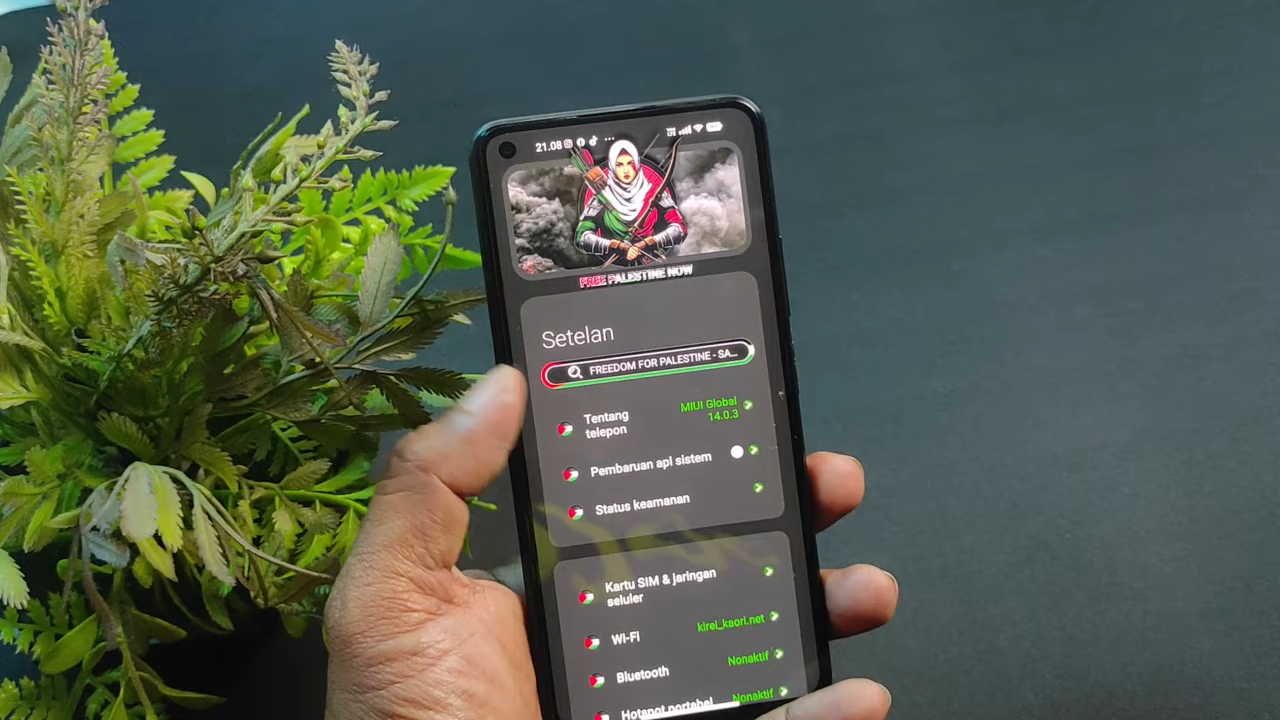 21.08
FREE PALESTINE NOW
Setelan
FREEDOM FOR PALESTINE - SA...
Tentang
telepon
MIUI Global
14.0.3
Pembaruan apl sistem
Status keamanan
Kartu SIM & jaringan
seluler
Wi-Fi
kirei_kaori.net
Bluetooth
Nonaktif
Hotspot portabel
Nonaktif